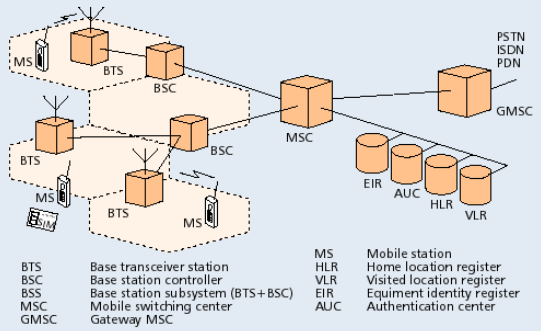 PSTN
ISDN
PDN
MS
BTS
BSC
MSC
GMSC
BTS
BSC
EIR
AUC
HLR
VLR
MS
SIM
BTS
MS
MS Mobile station
BTS Base transceiver station HLR Home location register
BSC Base station controller VLR Visited location register
BSS Base station subsystem (BTS+BSC) EIR Equiment identity register
MSC Mobile switching center AUC Authentication center
GMSC Gateway MSC